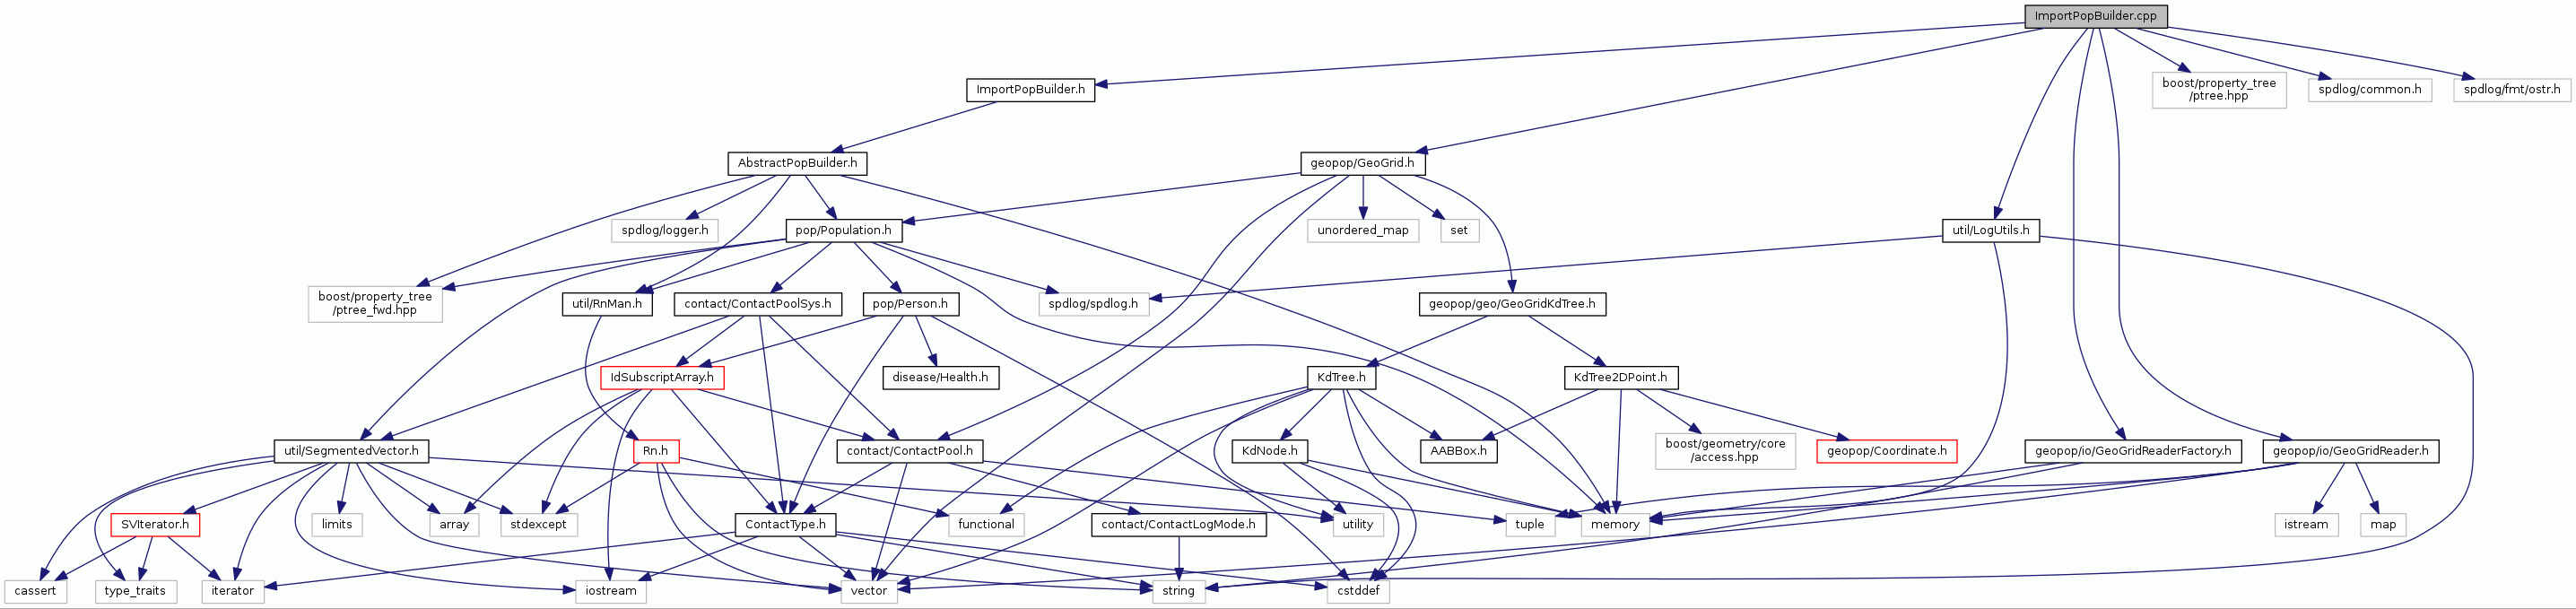 ImportPopBuilder.cpp
ImportPopBuilder.h
boost/property_tree
/ptree.hpp
spdlog/common.h
spdlog/fmt/ostr.h
AbstractPopBuilder.h
geopop/GeoGrid.h
spdlog/logger.h
pop/Population.h
unordered_map
set
util/LogUtils.h
boost/property_tree
/ptree_fwd.hpp
util/RnMan.h
contact/ContactPoolSys.h
pop/Person.h
spdlog/spdlog.h
geopop/geo/GeoGridKdTree.h
IdSubscriptArray.h
disease/Health.h
KdTree.h
KdTree2DPoint.h
util/SegmentedVector.h
Rn.h
contact/ContactPool.h
KdNode.h
AABBox.h
boost/geometry/core
/access.hpp
geopop/Coordinate.h
geopop/io/GeoGridReaderFactory.h
geopop/io/GeoGridReader.h
SVIterator.h
limits
array
stdexcept
ContactType.h
functional
contact/ContactLogMode.h
utility
tuple
memory
istream
map
cassert
type_traits
iterator
iostream
vector
string
cstddef